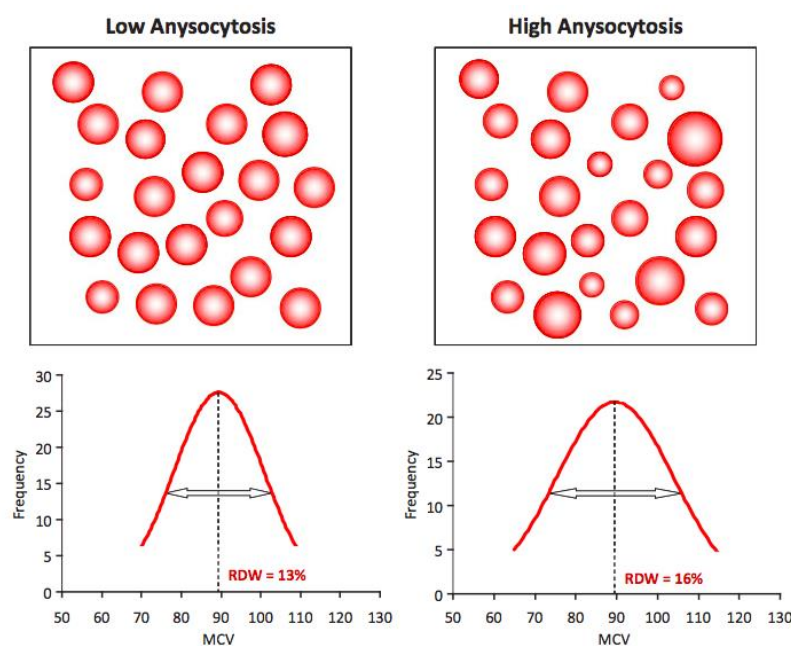 Low Anysocytosis
High Anysocytosis
30
25
20
15
10
5
0
Frequency
RDW = 13%
50 60 70 80 90 100 110 120 130
MCV
25
20
15
10
5
0
Frequency
RDW = 16%
50 60 70 80 90 100 110 120 130
MCV